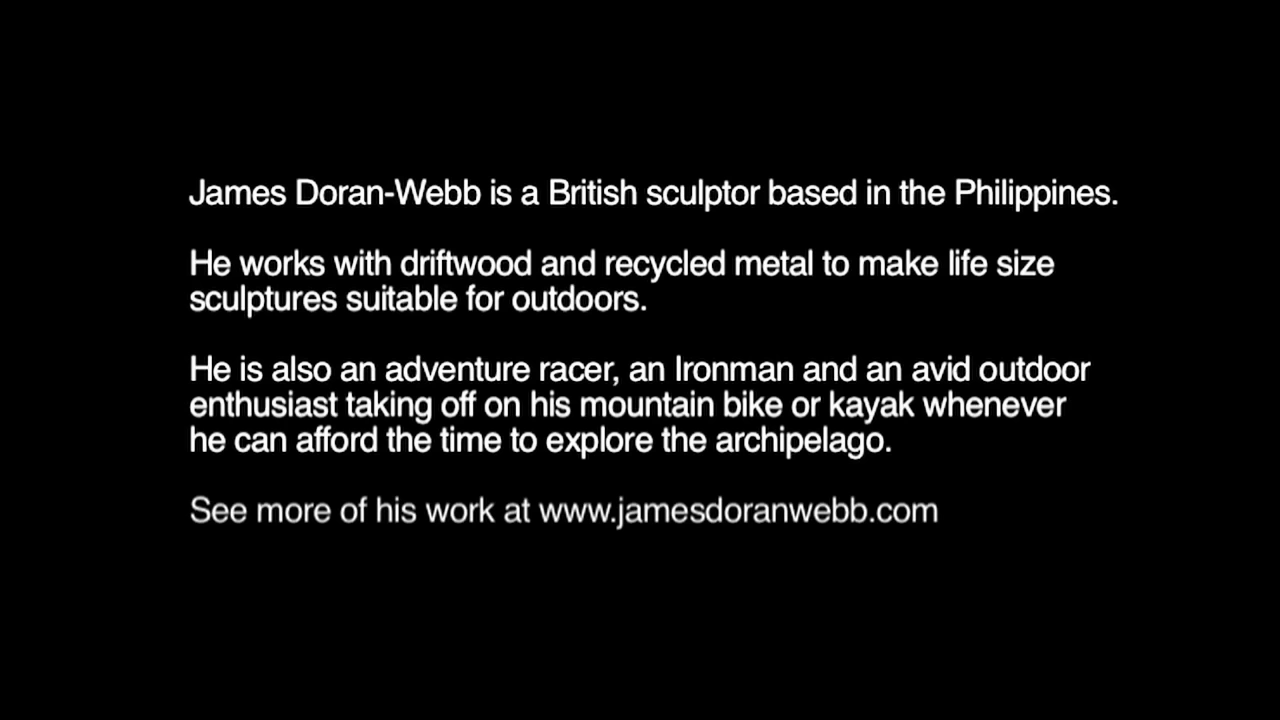 James Doran-Webb is a British sculptor based in the Philippines.
He works with driftwood and recycled metal to make life size
sculptures suitable for outdoors.
He is also an adventure racer, an Ironman and an avid outdoor
enthusiast taking off on his mountain bike or kayak whenever
he can afford the time to explore the archipelago.
See more of his work at www.jamesdoranwebb.com